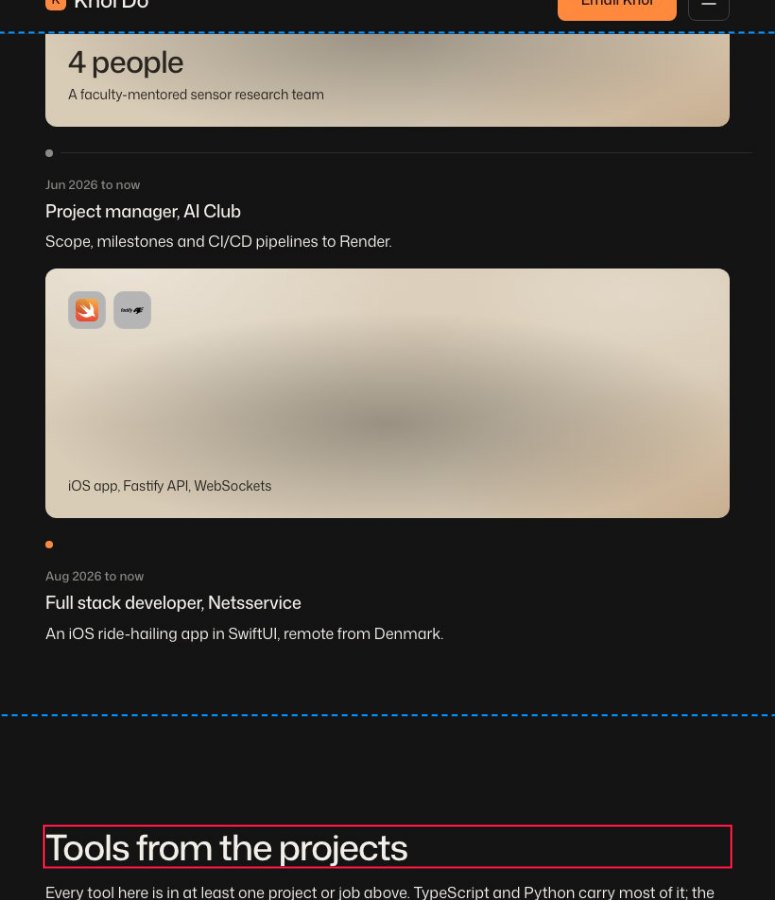 K Khoi Do
Email Khoi
4 people
A faculty-mentored sensor research team
Jun 2026 to now
Project manager, AI Club
Scope, milestones and CI/CD pipelines to Render.
fastify
iOS app, Fastify API, WebSockets
Aug 2026 to now
Full stack developer, Netsservice
An iOS ride-hailing app in SwiftUI, remote from Denmark.
Tools from the projects
Every tool here is in at least one project or job above. TypeScript and Python carry most of it; the